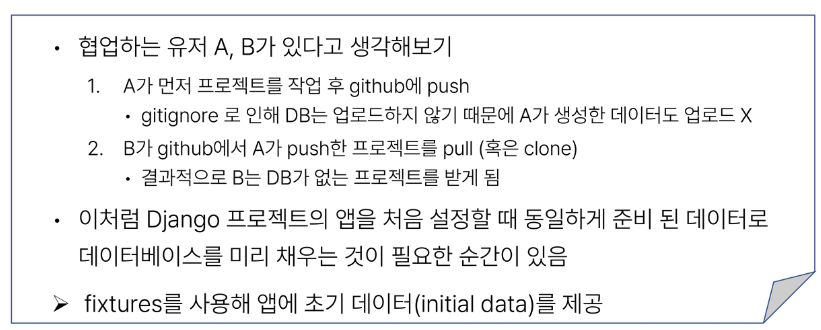 • 협업하는 유저 A, B가 있다고 생각해보기
1. A가 먼저 프로젝트를 작업 후 github에 push
• gitignore 로 인해 DB는 업로드하지 않기 때문에 A가 생성한 데이터도 업로드 X
2. B가 github에서 A가 push한 프로젝트를 pull (혹은 clone)
• 결과적으로 B는 DB가 없는 프로젝트를 받게 됨
• 이처럼 Django 프로젝트의 앱을 처음 설정할 때 동일하게 준비 된 데이터로
데이터베이스를 미리 채우는 것이 필요한 순간이 있음
➢ fixtures를 사용해 앱에 초기 데이터(initial data)를 제공